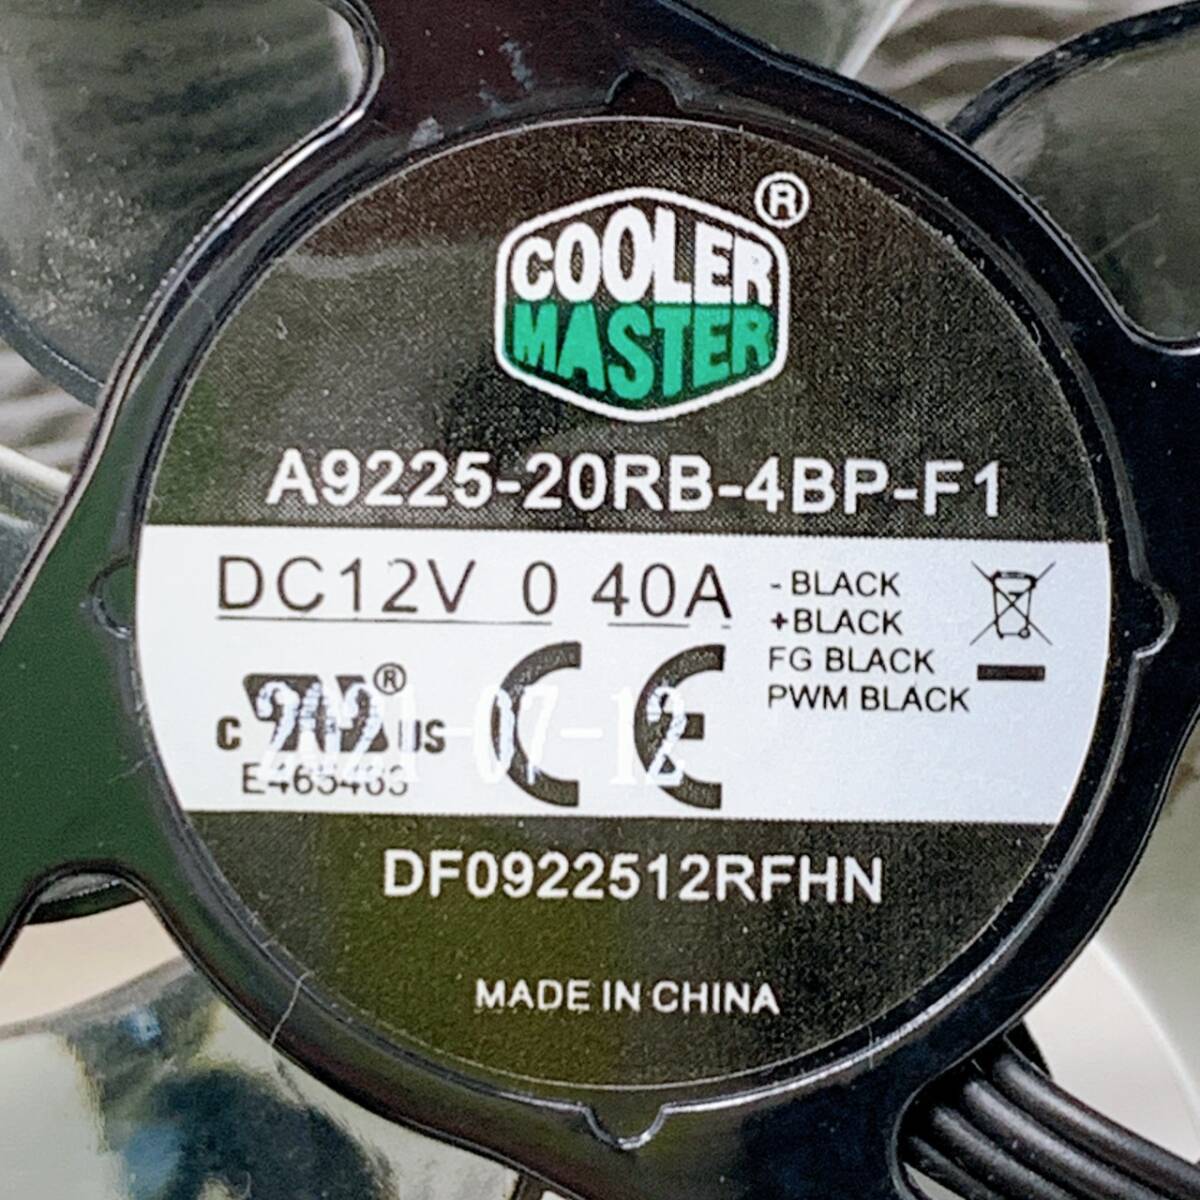 COOLER
MASTER
®
A9225-20RB-4BP-F1
DC12V 0 40A
- BLACK
+BLACK
FG BLACK
PWM BLACK
c US ®
2021-07-12
CE
DF0922512RFHN
MADE IN CHINA